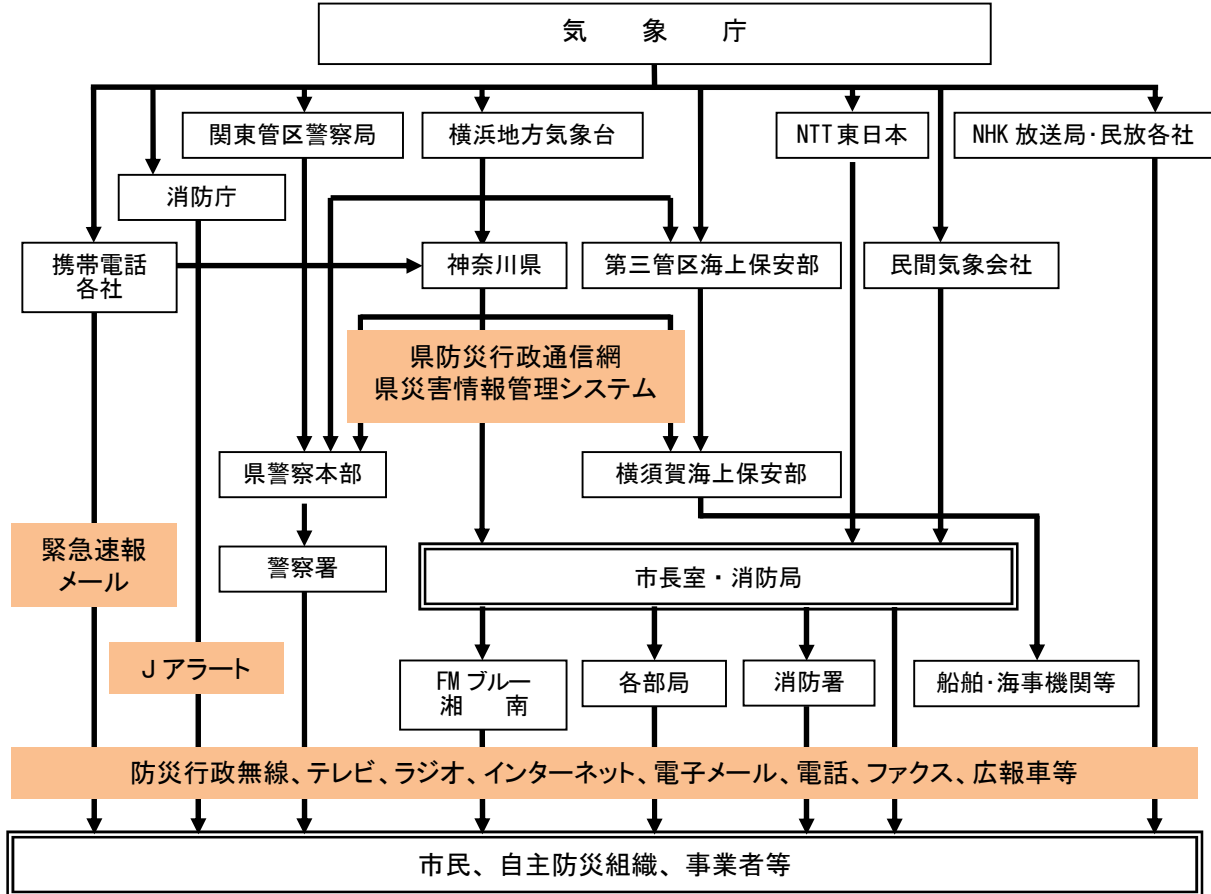 気 象 庁
関東管区警察局
横浜地方気象台
NTT東日本
NHK 放送局・民放各社
消防庁
携帯電話
各社
神奈川県
第三管区海上保安部
民間気象会社
県防災行政通信網
県災害情報管理システム
県警察本部
横須賀海上保安部
緊急速報
メール
警察署
市長室・消防局
Jアラート
FMブルー
湘 南
各部局
消防署
船舶・海事機関等
防災行政無線、テレビ、ラジオ、インターネット、電子メール、電話、ファクス、広報車等
市民、自主防災組織、事業者等